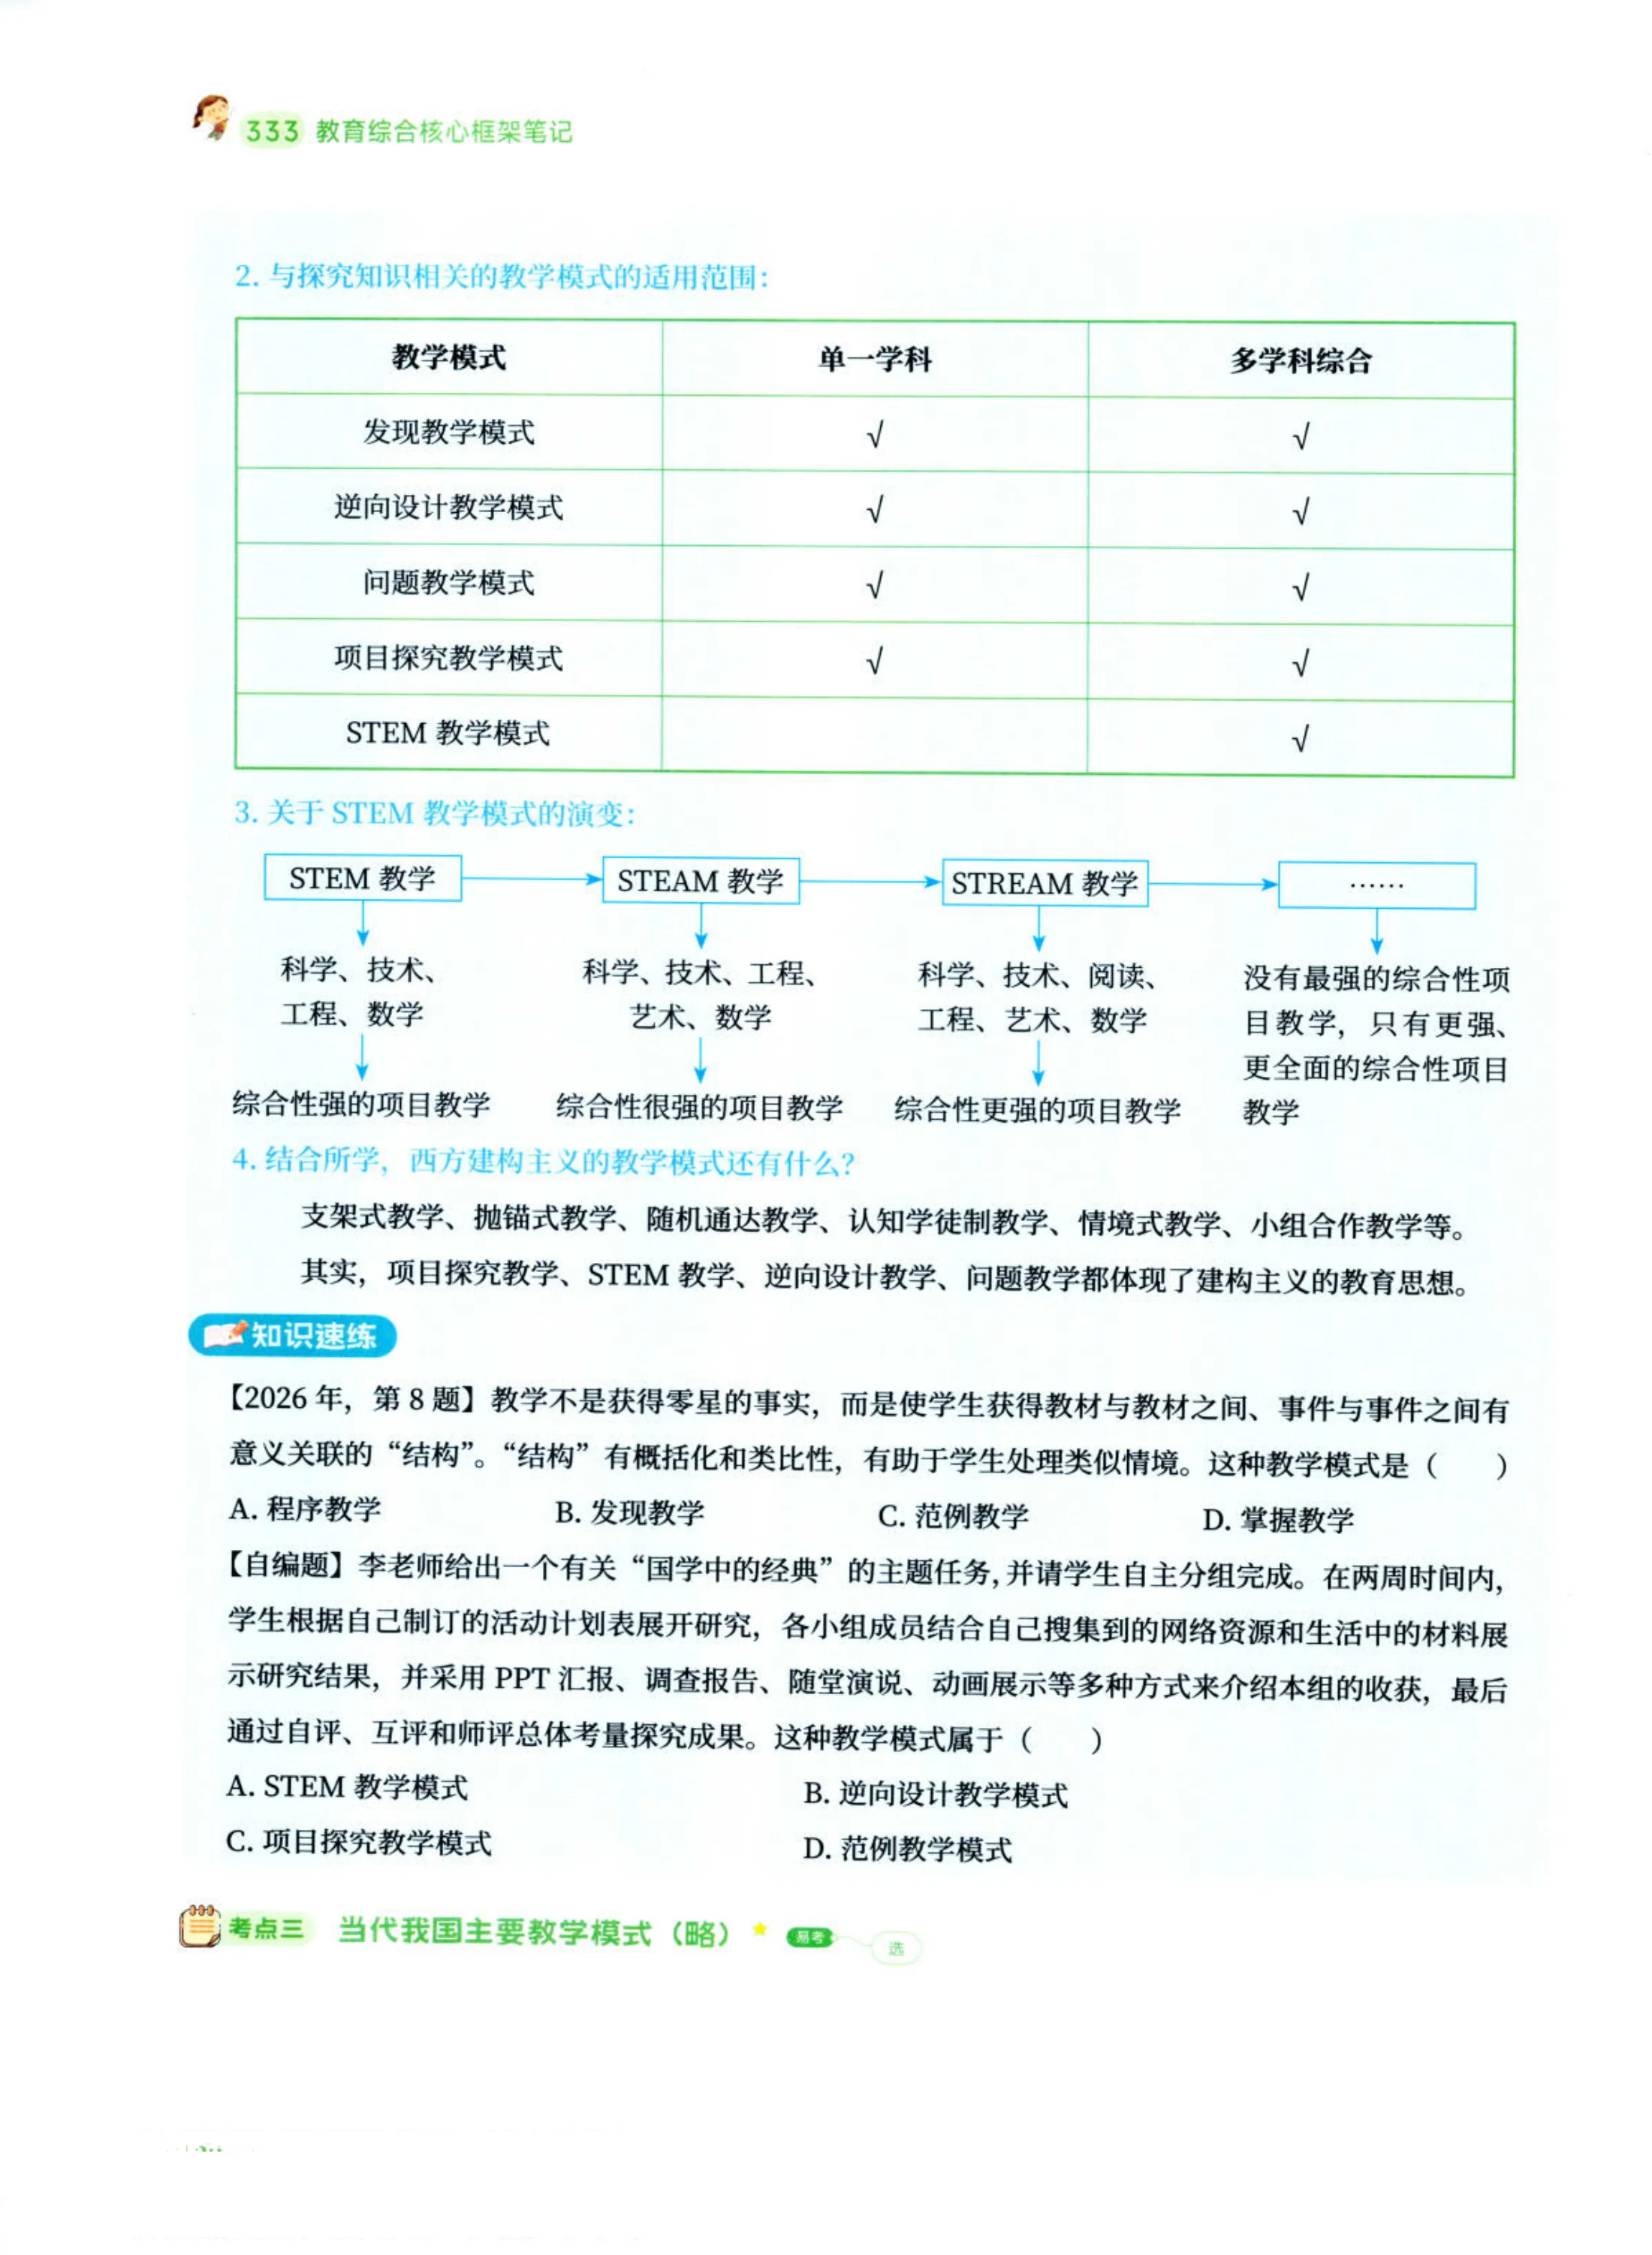 333 教育综合核心框架笔记
2. 与探究知识相关的教学模式的适用范围：
教学模式 单一学科 多学科综合
发现教学模式 √ √
逆向设计教学模式 √ √
问题教学模式 √ √
项目探究教学模式 √ √
STEM 教学模式 √
3. 关于 STEM 教学模式的演变：
STEM 教学 STEAM 教学 STREAM 教学 ……
科学、技术、
工程、数学
综合性强的项目教学
科学、技术、工程、
艺术、数学
综合性很强的项目教学
科学、技术、阅读、
工程、艺术、数学
综合性更强的项目教学
没有最强的综合性项
目教学，只有更强、
更全面的综合性项目
教学
4. 结合所学，西方建构主义的教学模式还有什么？
支架式教学、抛锚式教学、随机通达教学、认知学徒制教学、情境式教学、小组合作教学等。
其实，项目探究教学、STEM 教学、逆向设计教学、问题教学都体现了建构主义的教育思想。
知识速练
【2026 年，第 8 题】教学不是获得零星的事实，而是使学生获得教材与教材之间、事件与事件之间有
意义关联的“结构”。“结构”有概括化和类比性，有助于学生处理类似情境。这种教学模式是（　　）
A. 程序教学 B. 发现教学 C. 范例教学 D. 掌握教学
【自编题】李老师给出一个有关“国学中的经典”的主题任务，并请学生自主分组完成。在两周时间内，
学生根据自己制订的活动计划表展开研究，各小组成员结合自己搜集到的网络资源和生活中的材料展
示研究结果，并采用 PPT 汇报、调查报告、随堂演说、动画展示等多种方式来介绍本组的收获，最后
通过自评、互评和师评总体考量探究成果。这种教学模式属于（　　）
A. STEM 教学模式 B. 逆向设计教学模式
C. 项目探究教学模式 D. 范例教学模式
考点三 当代我国主要教学模式（略） 易考 选